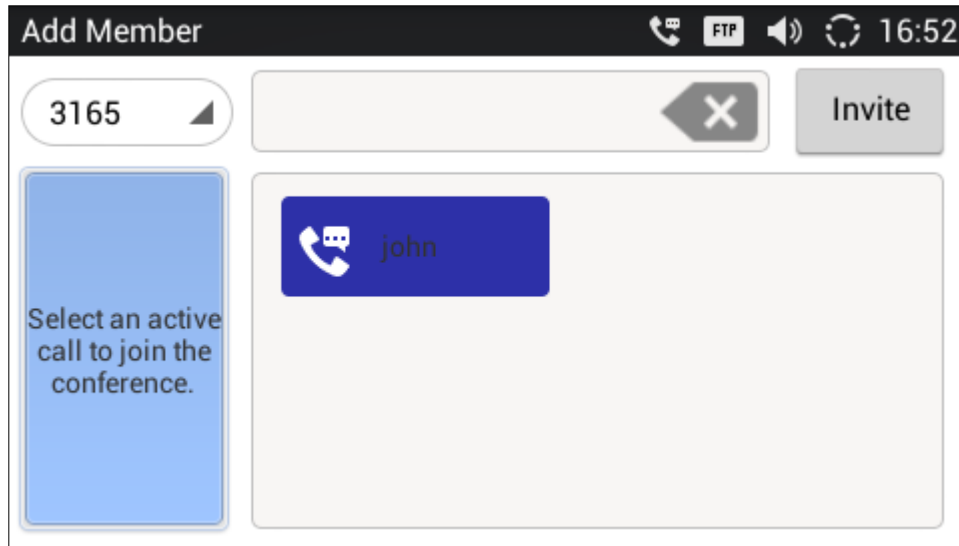 Add Member
FTP
16:52
3165
Invite
john
Select an active
call to join the
conference.